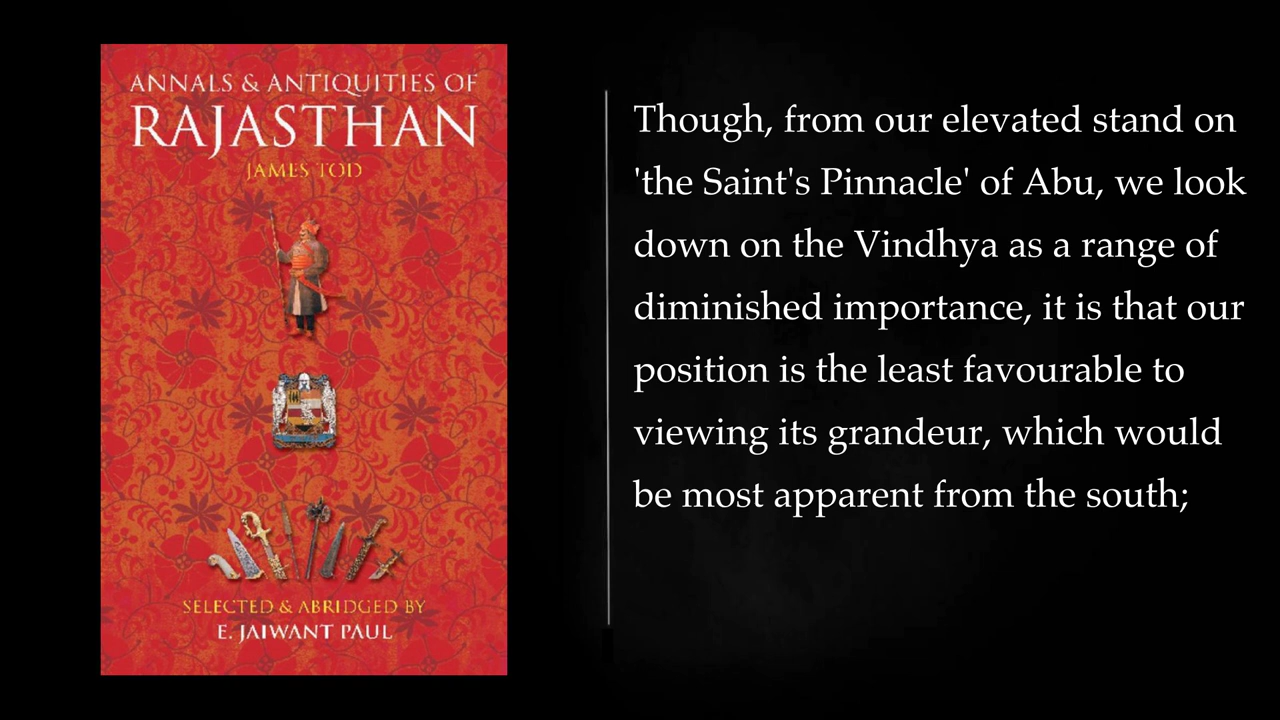 ANNALS & ANTIQUITIES OF
RAJASTHAN
JAMES TOD
SELECTED & ABRIDGED BY
E. JAIWANT PAUL
Though, from our elevated stand on
'the Saint's Pinnacle' of Abu, we look
down on the Vindhya as a range of
diminished importance, it is that our
position is the least favourable to
viewing its grandeur, which would
be most apparent from the south;